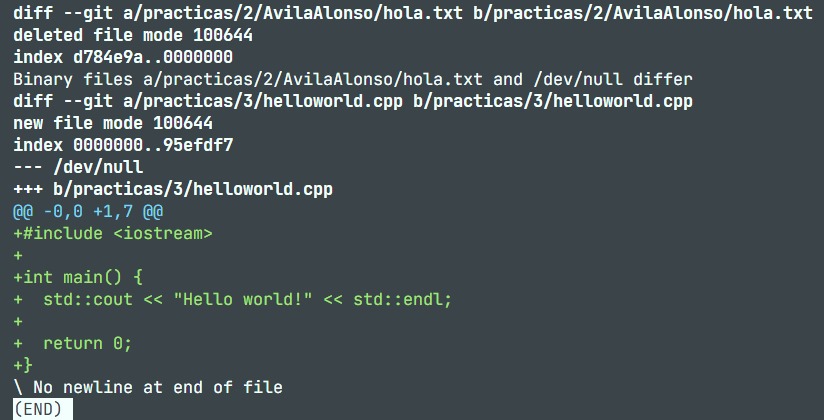 diff --git a/practicas/2/AvilaAlonso/hola.txt b/practicas/2/AvilaAlonso/hola.txt
deleted file mode 100644
index d784e9a..0000000
Binary files a/practicas/2/AvilaAlonso/hola.txt and /dev/null differ
diff --git a/practicas/3/helloworld.cpp b/practicas/3/helloworld.cpp
new file mode 100644
index 0000000..95efdf7
--- /dev/null
+++ b/practicas/3/helloworld.cpp
@@ -0,0 +1,7 @@
+#include <iostream>
+
+int main() {
+  std::cout << "Hello world!" << std::endl;
+
+  return 0;
+}
\ No newline at end of file
(END)